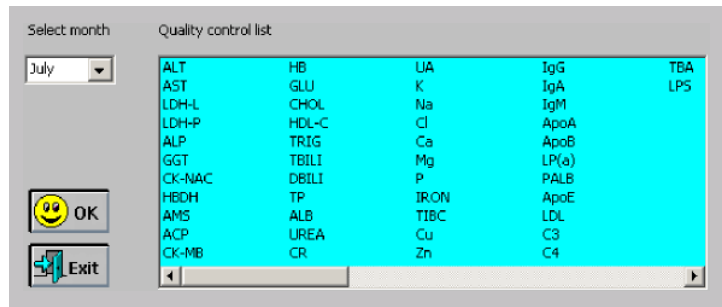 Select month Quality control list
July
ALT HB UA IgG TBA
AST GLU K IgA LPS
LDH-L CHOL Na IgM
LDH-P HDL-C Cl ApoA
ALP TRIG Ca ApoB
GGT TBILI Mg LP(a)
CK-NAC DBILI P PALB
HBDH TP IRON ApoE
AMS ALB TIBC LDL
ACP UREA Cu C3
CK-MB CR Zn C4
OK
Exit